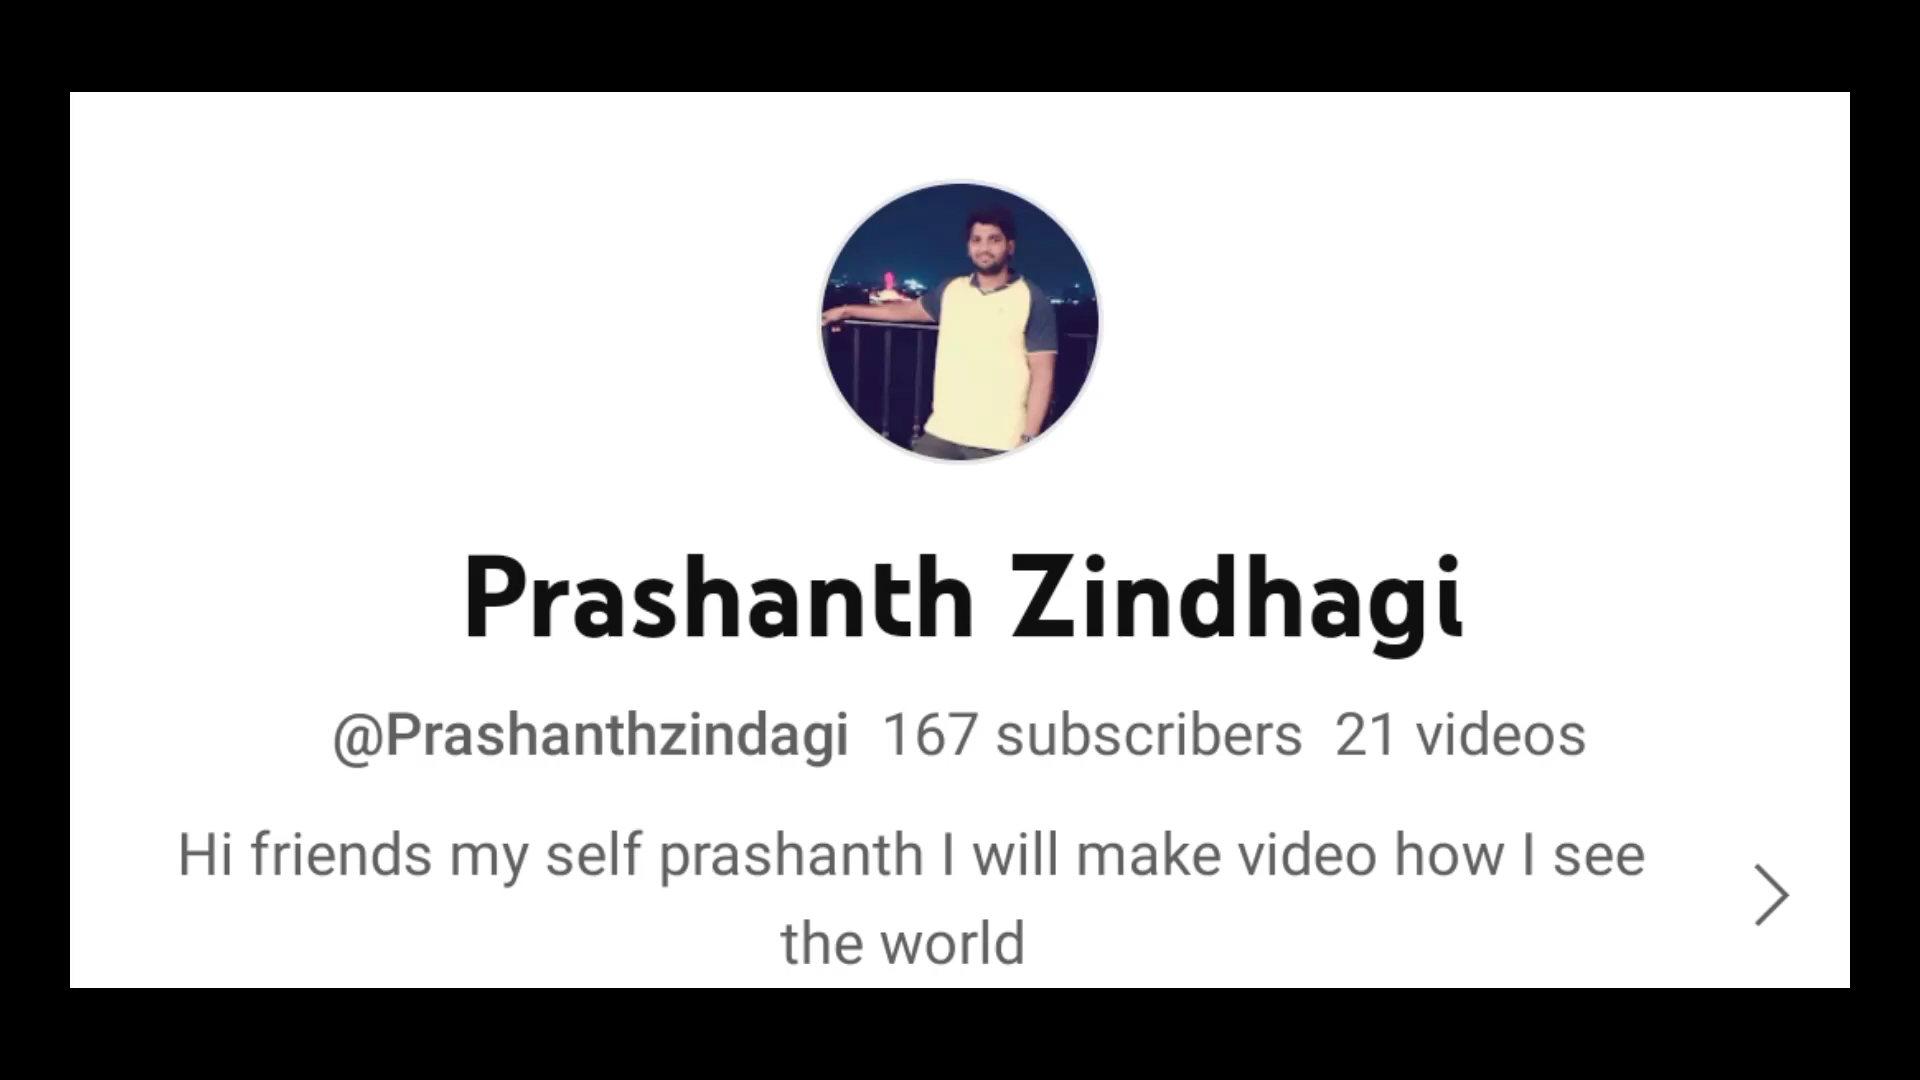 Prashanth Zindhagi
@Prashanthzindagi 167 subscribers 21 videos
Hi friends my self prashanth I will make video how I see
the world